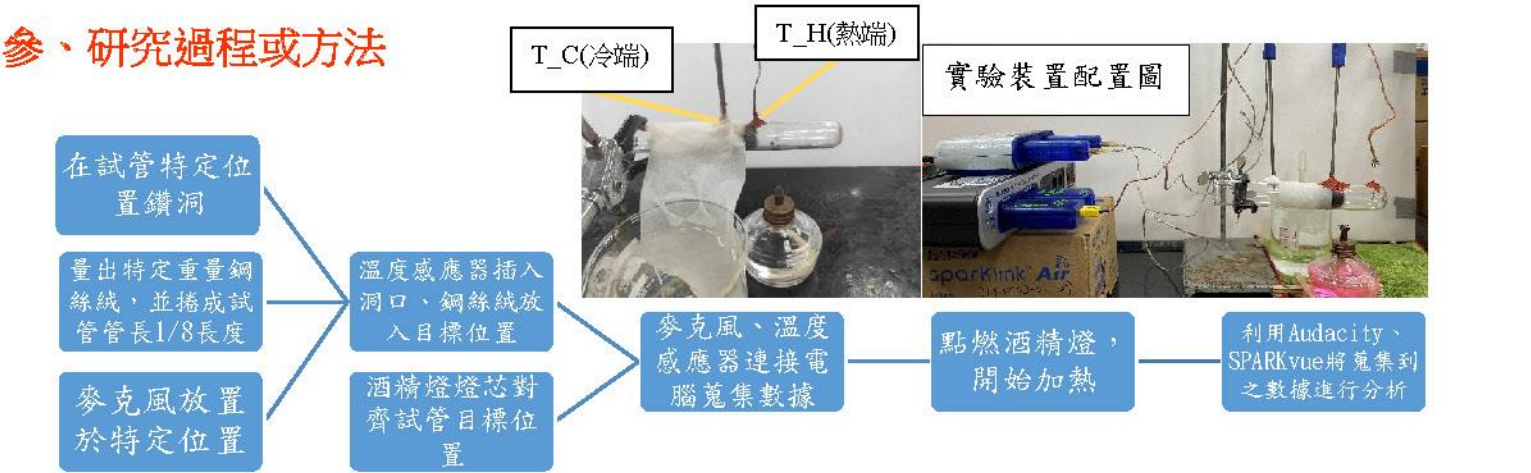 參、研究過程或方法
T_C(冷端)
T_H(熱端)
實驗裝置配置圖
sparKlink Air
在試管特定位
置鑽洞
量出特定重量鋼
絲絨，並捲成試
管管長1/8長度
麥克風放置
於特定位置
溫度感應器插入
洞口、鋼絲絨放
入目標位置
酒精燈燈芯對
齊試管目標位
置
麥克風、溫度
感應器連接電
腦蒐集數據
點燃酒精燈，
開始加熱
利用Audacity、
SPARKvue將蒐集到
之數據進行分析